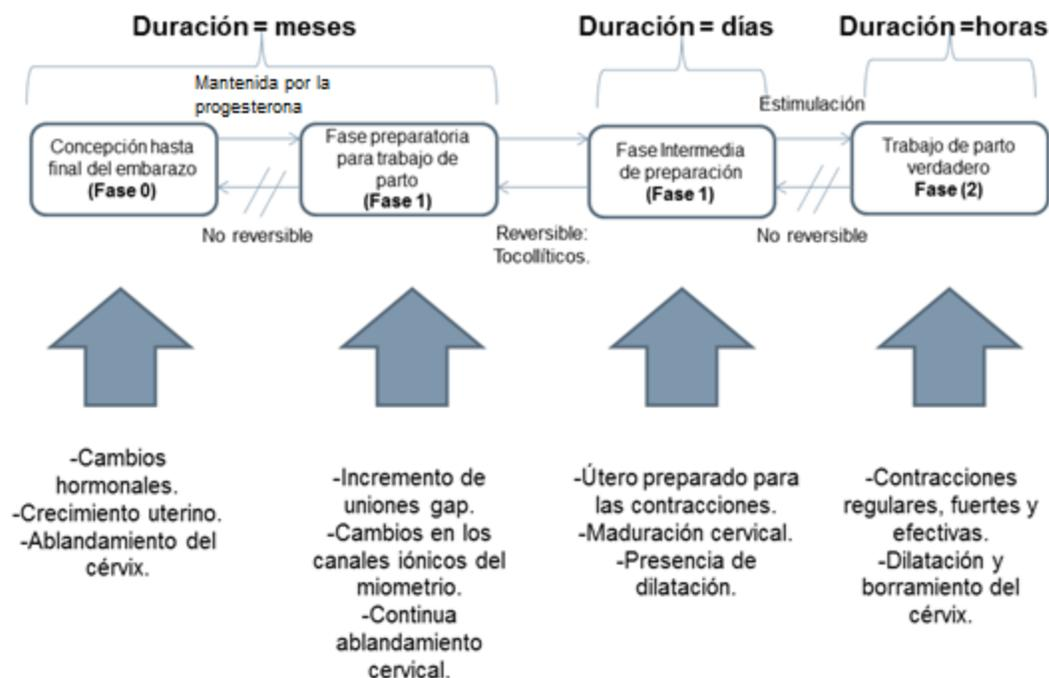 Duración = meses
Duración = días
Duración =horas
Mantenida por la
progesterona
Estimulación
Concepción hasta
final del embarazo
(Fase 0)
Fase preparatoria
para trabajo de
parto
(Fase 1)
Fase Intermedia
de preparación
(Fase 1)
Trabajo de parto
verdadero
Fase (2)
No reversible
Reversible:
Tocollíticos.
No reversible
-Cambios
hormonales.
-Crecimiento uterino.
-Ablandamiento del
cérvix.
-Incremento de
uniones gap.
-Cambios en los
canales iónicos del
miometrio.
-Continua
ablandamiento
cervical.
-Útero preparado para
las contracciones.
-Maduración cervical.
-Presencia de
dilatación.
-Contracciones
regulares, fuertes y
efectivas.
-Dilatación y
borramiento del
cérvix.